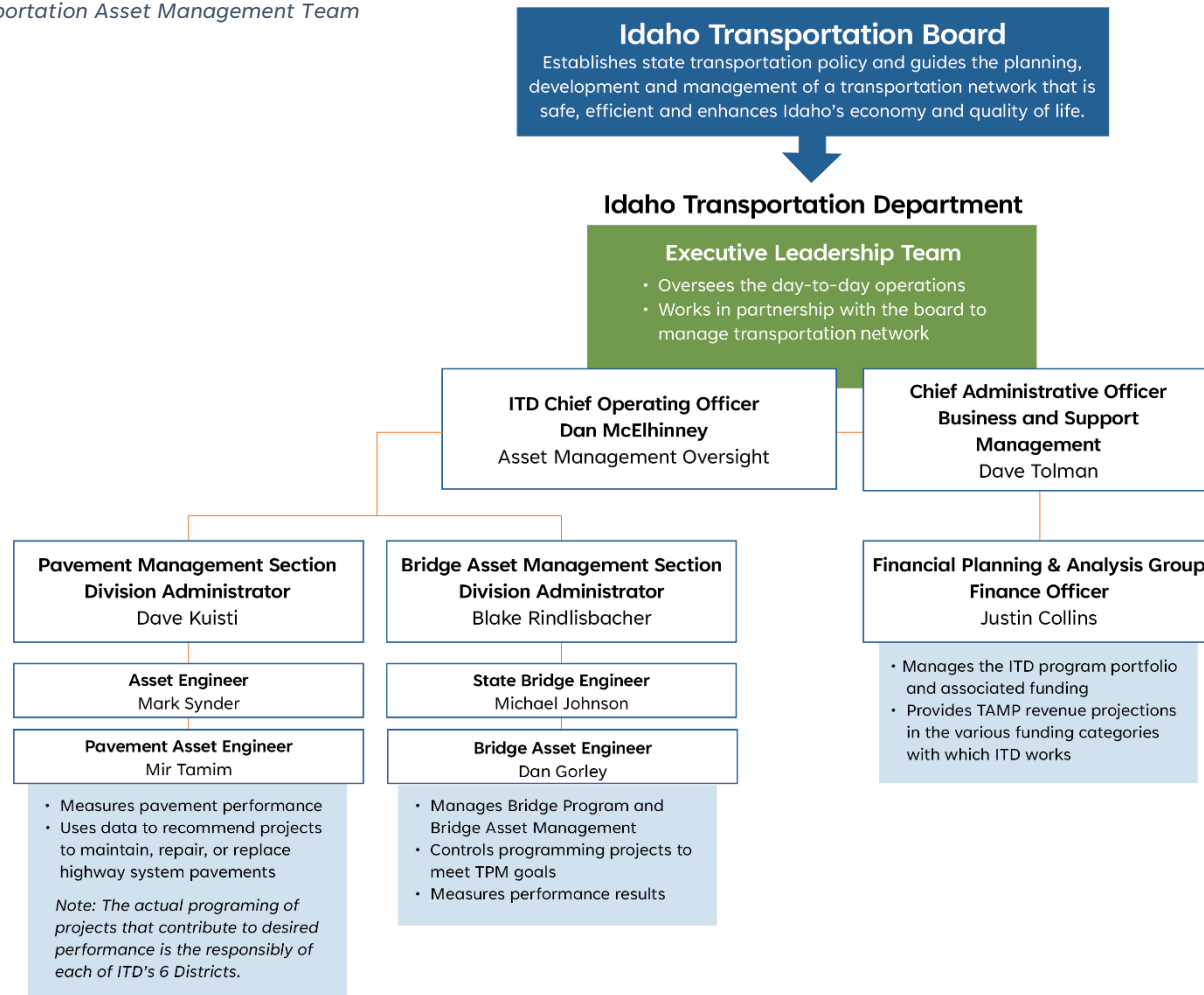 portation Asset Management Team
Idaho Transportation Board
Establishes state transportation policy and guides the planning,
development and management of a transportation network that is
safe, efficient and enhances Idaho’s economy and quality of life.
Idaho Transportation Department
Executive Leadership Team
• Oversees the day-to-day operations
• Works in partnership with the board to
manage transportation network
ITD Chief Operating Officer
Dan McElhinney
Asset Management Oversight
Chief Administrative Officer
Business and Support
Management
Dave Tolman
Pavement Management Section
Division Administrator
Dave Kuisti
Asset Engineer
Mark Synder
Pavement Asset Engineer
Mir Tamim
• Measures pavement performance
• Uses data to recommend projects
to maintain, repair, or replace
highway system pavements
Note: The actual programing of
projects that contribute to desired
performance is the responsibly of
each of ITD’s 6 Districts.
Bridge Asset Management Section
Division Administrator
Blake Rindlisbacher
State Bridge Engineer
Michael Johnson
Bridge Asset Engineer
Dan Gorley
• Manages Bridge Program and
Bridge Asset Management
• Controls programming projects to
meet TPM goals
• Measures performance results
Financial Planning & Analysis Group
Finance Officer
Justin Collins
• Manages the ITD program portfolio
and associated funding
• Provides TAMP revenue projections
in the various funding categories
with which ITD works